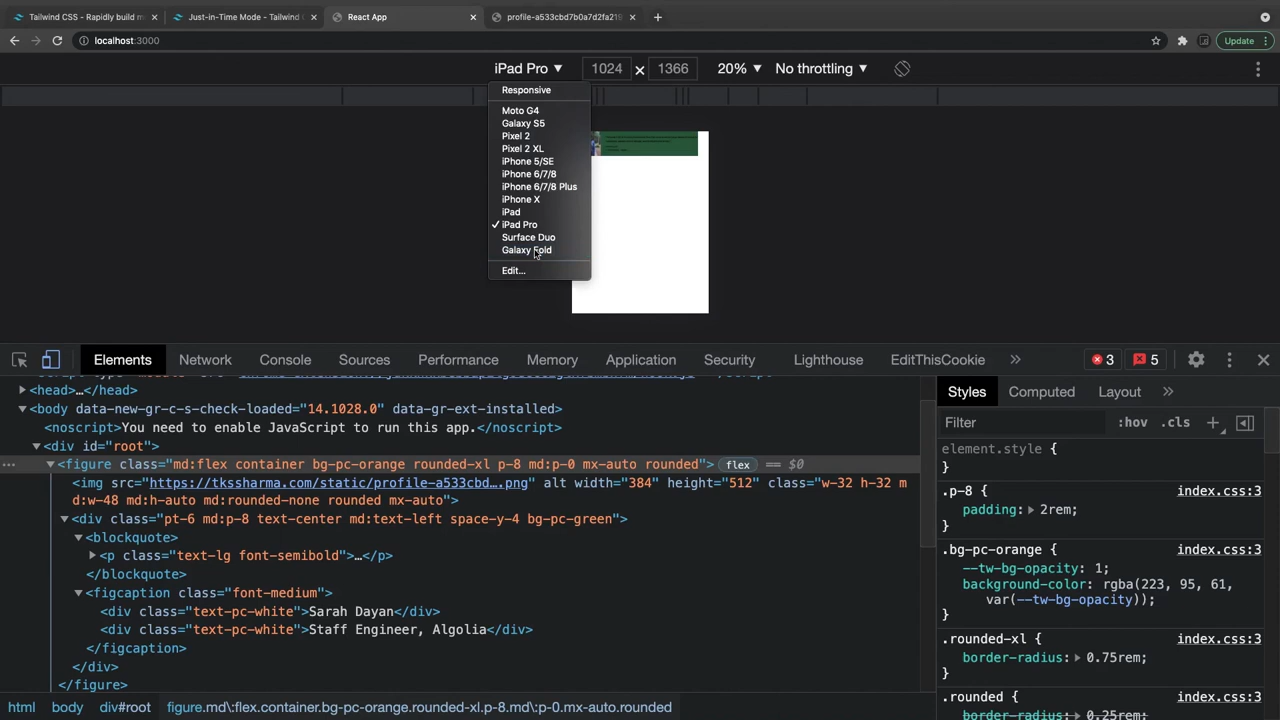 Tailwind CSS - Rapidly build m
Just-in-Time Mode - Tailwind C
React App
profile-a533cbd7b0a7d2fa219
localhost:3000
Update
iPad Pro
1024
1366
20%
No throttling
Responsive
Moto G4
Galaxy S5
Pixel 2
Pixel 2 XL
iPhone 5/SE
iPhone 6/7/8
iPhone 6/7/8 Plus
iPhone X
iPad
✓ iPad Pro
Surface Duo
Galaxy Fold
Edit...
Elements
Network
Console
Sources
Performance
Memory
Application
Security
Lighthouse
EditThisCookie
3
5
<head>…</head>
<body data-new-gr-c-s-check-loaded="14.1028.0" data-gr-ext-installed>
<noscript>You need to enable JavaScript to run this app.</noscript>
<div id="root">
<figure class="md:flex container bg-pc-orange rounded-xl p-8 md:p-0 mx-auto rounded"> flex == $0
<img src="https://tkssharma.com/static/profile-a533cbd….png" alt width="384" height="512" class="w-32 h-32 m
d:w-48 md:h-auto md:rounded-none rounded mx-auto">
<div class="pt-6 md:p-8 text-center md:text-left space-y-4 bg-pc-green">
<blockquote>
<p class="text-lg font-semibold">…</p>
</blockquote>
<figcaption class="font-medium">
<div class="text-pc-white">Sarah Dayan</div>
<div class="text-pc-white">Staff Engineer, Algolia</div>
</figcaption>
</div>
</figure>
html body div#root figure.md\:flex.container.bg-pc-orange.rounded-xl.p-8.md\:p-0.mx-auto.rounded
Styles
Computed
Layout
Filter
:hov
.cls
element.style {
}
.p-8 {
index.css:3
padding: 2rem;
}
.bg-pc-orange {
index.css:3
--tw-bg-opacity: 1;
background-color: rgba(223, 95, 61,
var(--tw-bg-opacity));
}
.rounded-xl {
index.css:3
border-radius: 0.75rem;
}
.rounded {
index.css:3
border-radius: 0.25rem;